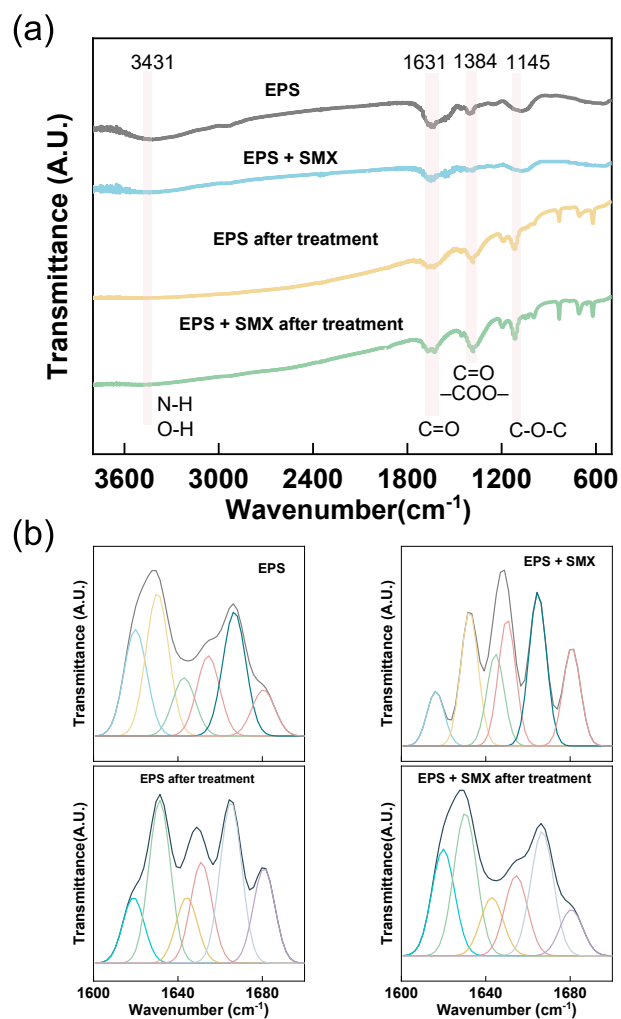 (a)
3431 1631 1384 1145
EPS
EPS + SMX
EPS after treatment
EPS + SMX after treatment
C=O
–COO–
N-H
O-H
C=O
C-O-C
Transmittance (A.U.)
3600 3000 2400 1800 1200 600
Wavenumber(cm⁻¹)
(b)
EPS
Transmittance (A.U.)
EPS + SMX
Transmittance (A.U.)
EPS after treatment
Transmittance(A.U.)
EPS + SMX after treatment
Transmittance(A.U.)
1600 1640 1680
Wavenumber (cm⁻¹)
1600 1640 1680
Wavenumber (cm⁻¹)